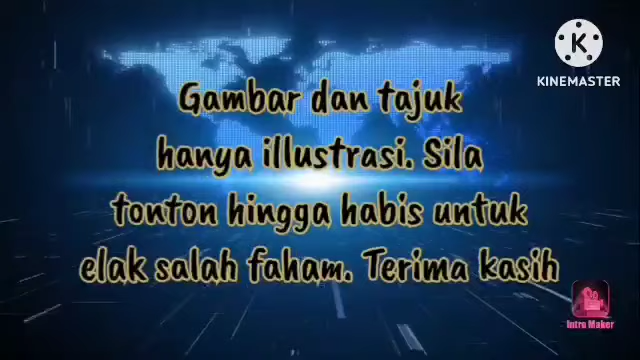 KINEMASTER
Gambar dan tajuk
hanya illustrasi. Sila
tonton hingga habis untuk
elak salah faham. Terima kasih
Intro Maker